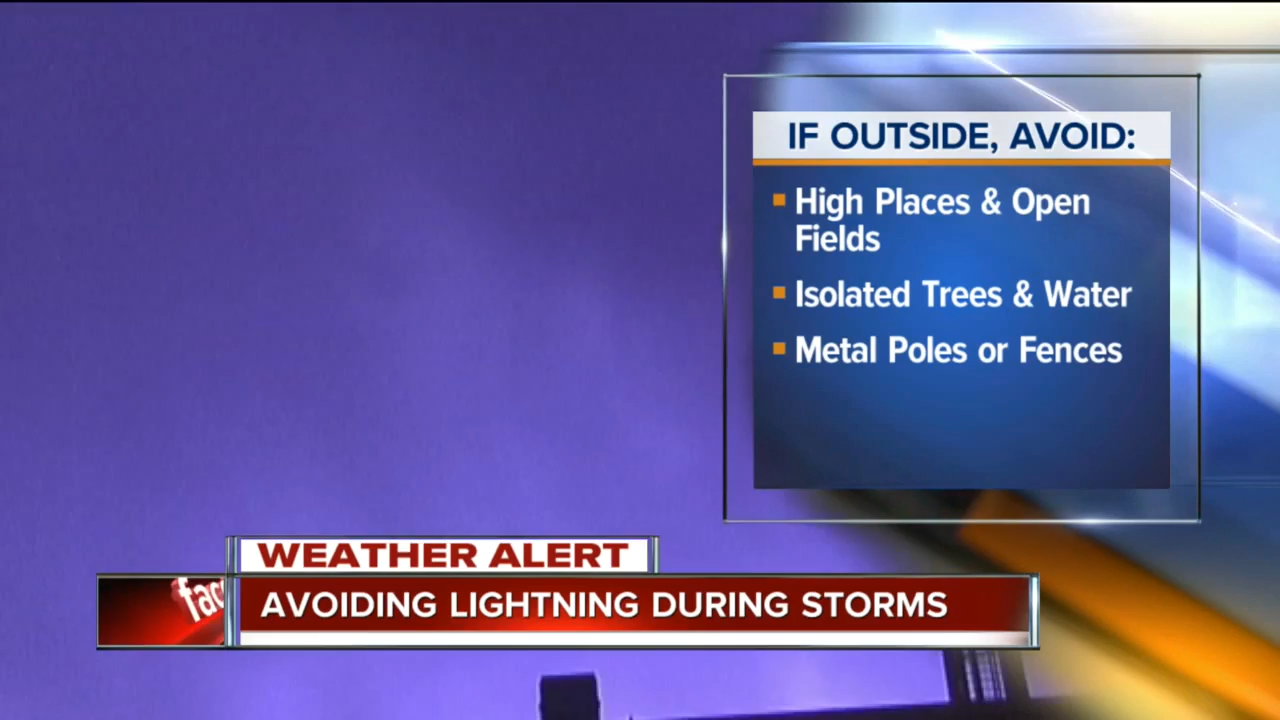 IF OUTSIDE, AVOID:
High Places & Open
Fields
Isolated Trees & Water
Metal Poles or Fences
WEATHER ALERT
AVOIDING LIGHTNING DURING STORMS